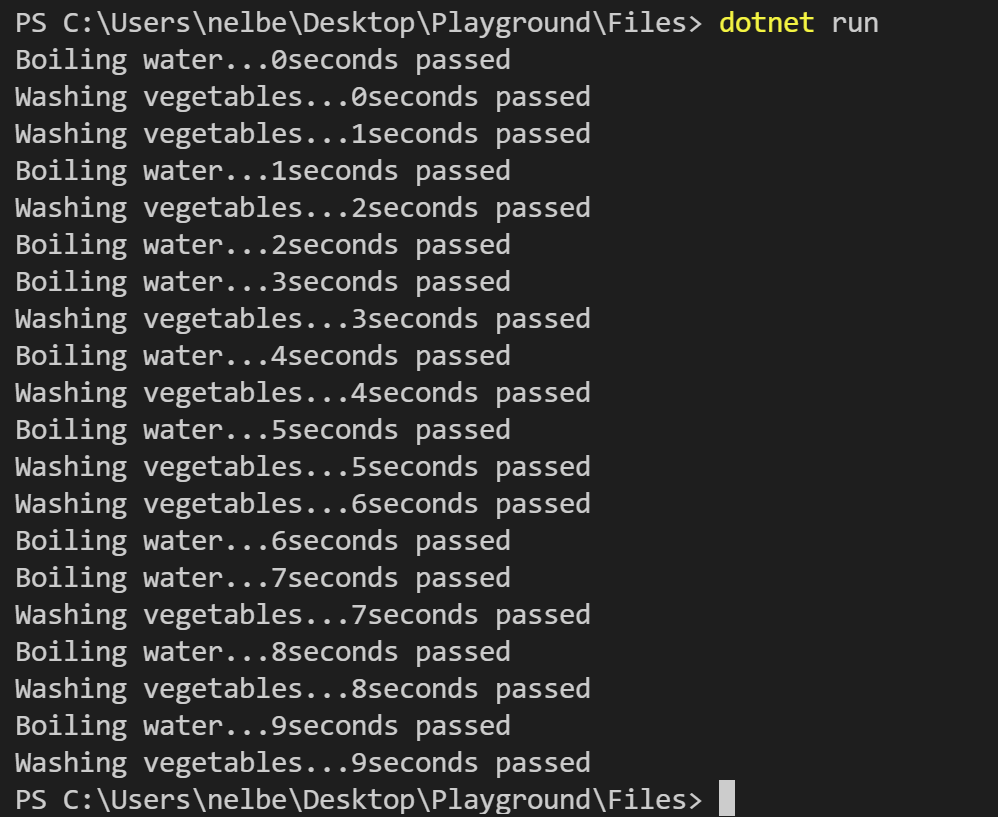 PS C:\Users\nelbe\Desktop\Playground\Files> dotnet run
Boiling water...0seconds passed
Washing vegetables...0seconds passed
Washing vegetables...1seconds passed
Boiling water...1seconds passed
Washing vegetables...2seconds passed
Boiling water...2seconds passed
Boiling water...3seconds passed
Washing vegetables...3seconds passed
Boiling water...4seconds passed
Washing vegetables...4seconds passed
Boiling water...5seconds passed
Washing vegetables...5seconds passed
Washing vegetables...6seconds passed
Boiling water...6seconds passed
Boiling water...7seconds passed
Washing vegetables...7seconds passed
Boiling water...8seconds passed
Washing vegetables...8seconds passed
Boiling water...9seconds passed
Washing vegetables...9seconds passed
PS C:\Users\nelbe\Desktop\Playground\Files>